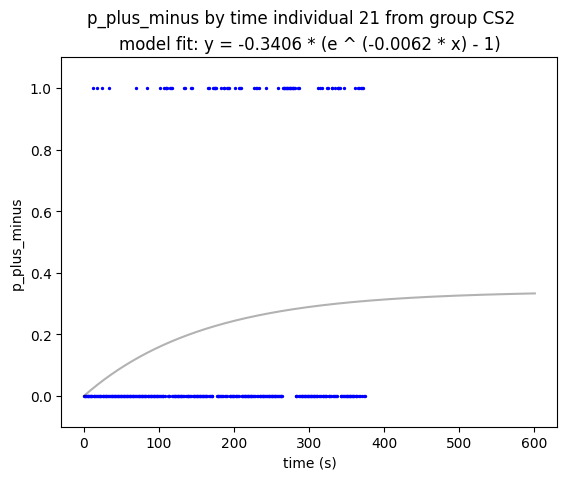 p_plus_minus by time individual 21 from group CS2
model fit: y = -0.3406 * (e ^ (-0.0062 * x) - 1)
1.0
0.8
0.6
0.4
0.2
0.0
p_plus_minus
0 100 200 300 400 500 600
time (s)